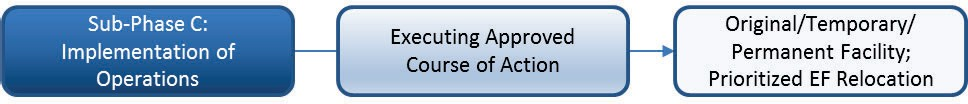 Sub-Phase C:
Implementation of
Operations
Executing Approved
Course of Action
Original/Temporary/
Permanent Facility;
Prioritized EF Relocation